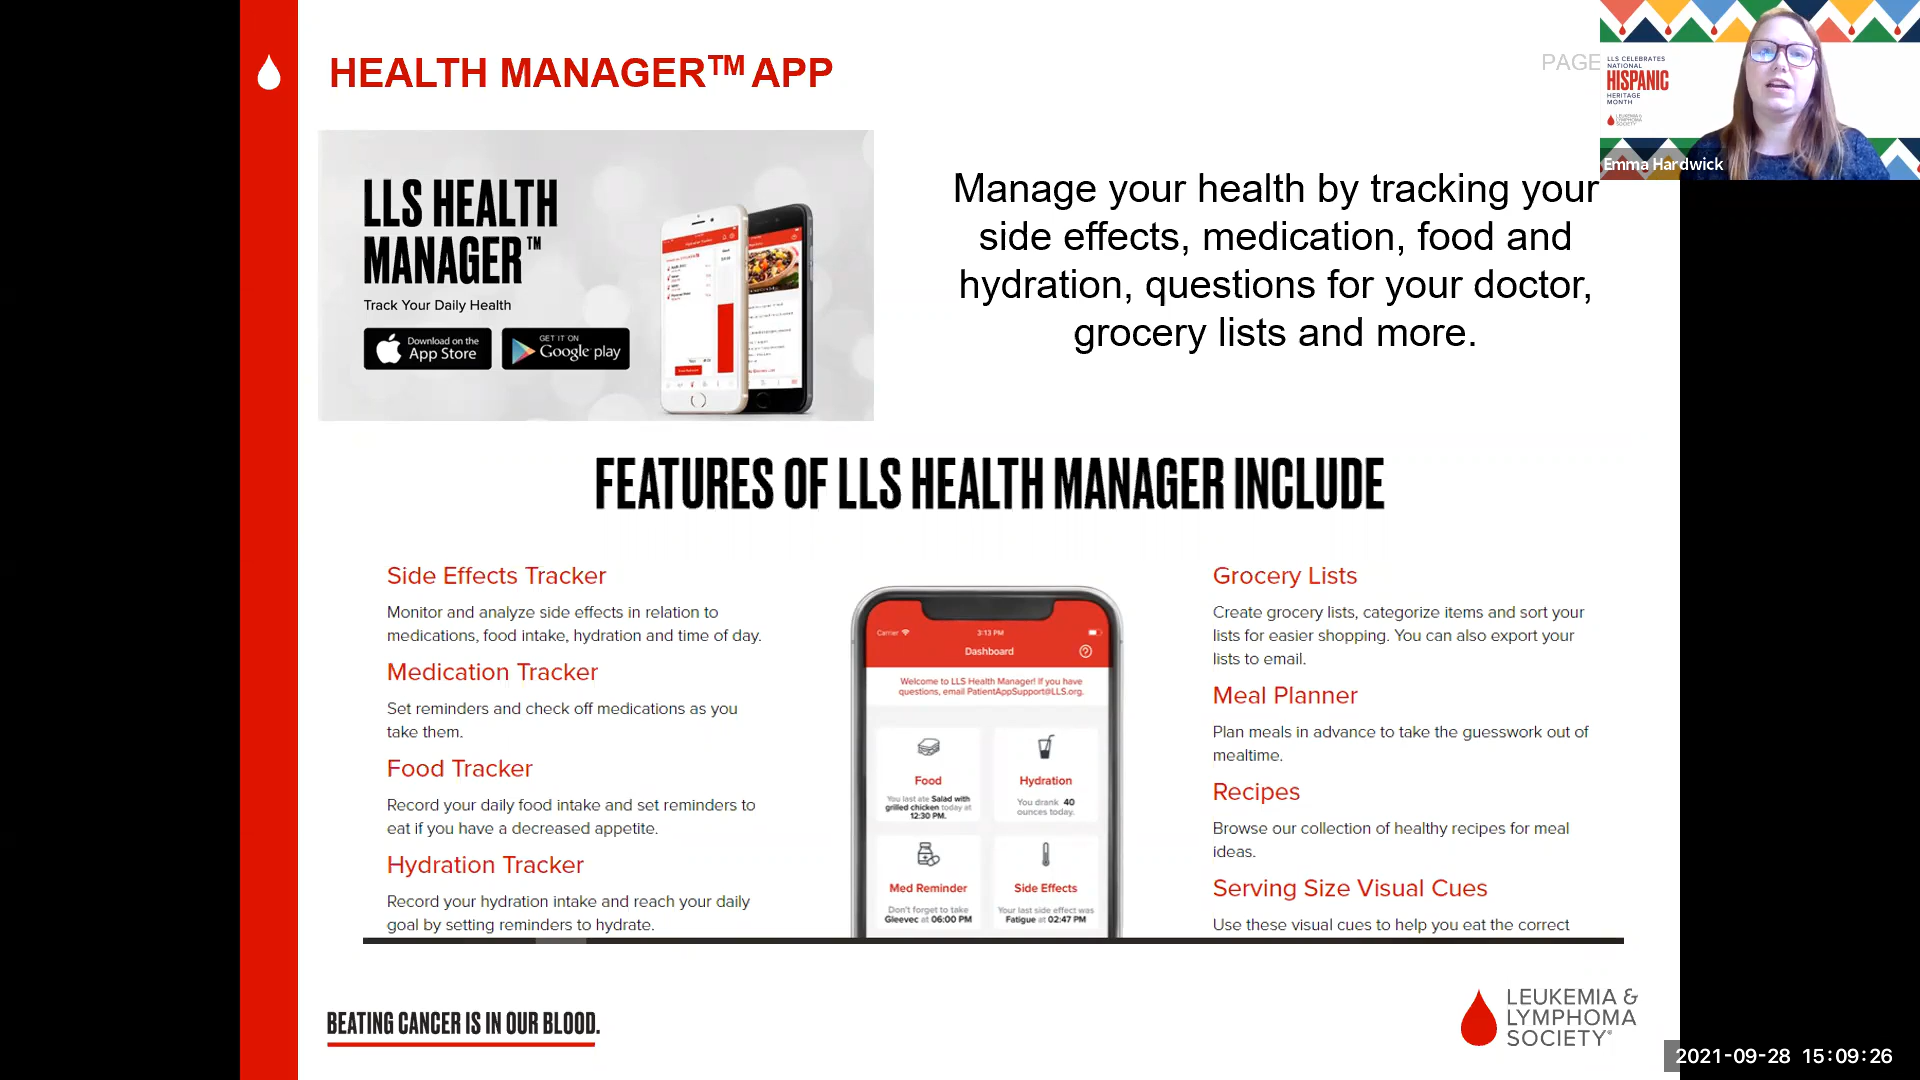 HEALTH MANAGER™ APP
PAGE
LLS CELEBRATES
NATIONAL
HISPANIC
HERITAGE
MONTH
LEUKEMIA &
LYMPHOMA
SOCIETY
Emma Hardwick
LLS HEALTH
MANAGER™
Track Your Daily Health
Download on the
App Store
GET IT ON
Google play
Manage your health by tracking your
side effects, medication, food and
hydration, questions for your doctor,
grocery lists and more.
FEATURES OF LLS HEALTH MANAGER INCLUDE
Side Effects Tracker
Monitor and analyze side effects in relation to
medications, food intake, hydration and time of day.
Medication Tracker
Set reminders and check off medications as you
take them.
Food Tracker
Record your daily food intake and set reminders to
eat if you have a decreased appetite.
Hydration Tracker
Record your hydration intake and reach your daily
goal by setting reminders to hydrate.
Carrier 3:13 PM
Dashboard
Welcome to LLS Health Manager! If you have
questions, email PatientAppSupport@LLS.org.
Food
You last ate Salad with
grilled chicken today at
12:30 PM.
Hydration
You drank 40
ounces today.
Med Reminder
Don't forget to take
Gleevec at 06:00 PM
Side Effects
Your last side effect was
Fatigue at 02:47 PM
Grocery Lists
Create grocery lists, categorize items and sort your
lists for easier shopping. You can also export your
lists to email.
Meal Planner
Plan meals in advance to take the guesswork out of
mealtime.
Recipes
Browse our collection of healthy recipes for meal
ideas.
Serving Size Visual Cues
Use these visual cues to help you eat the correct
BEATING CANCER IS IN OUR BLOOD.
LEUKEMIA &
LYMPHOMA
SOCIETY®
2021-09-28 15:09:26